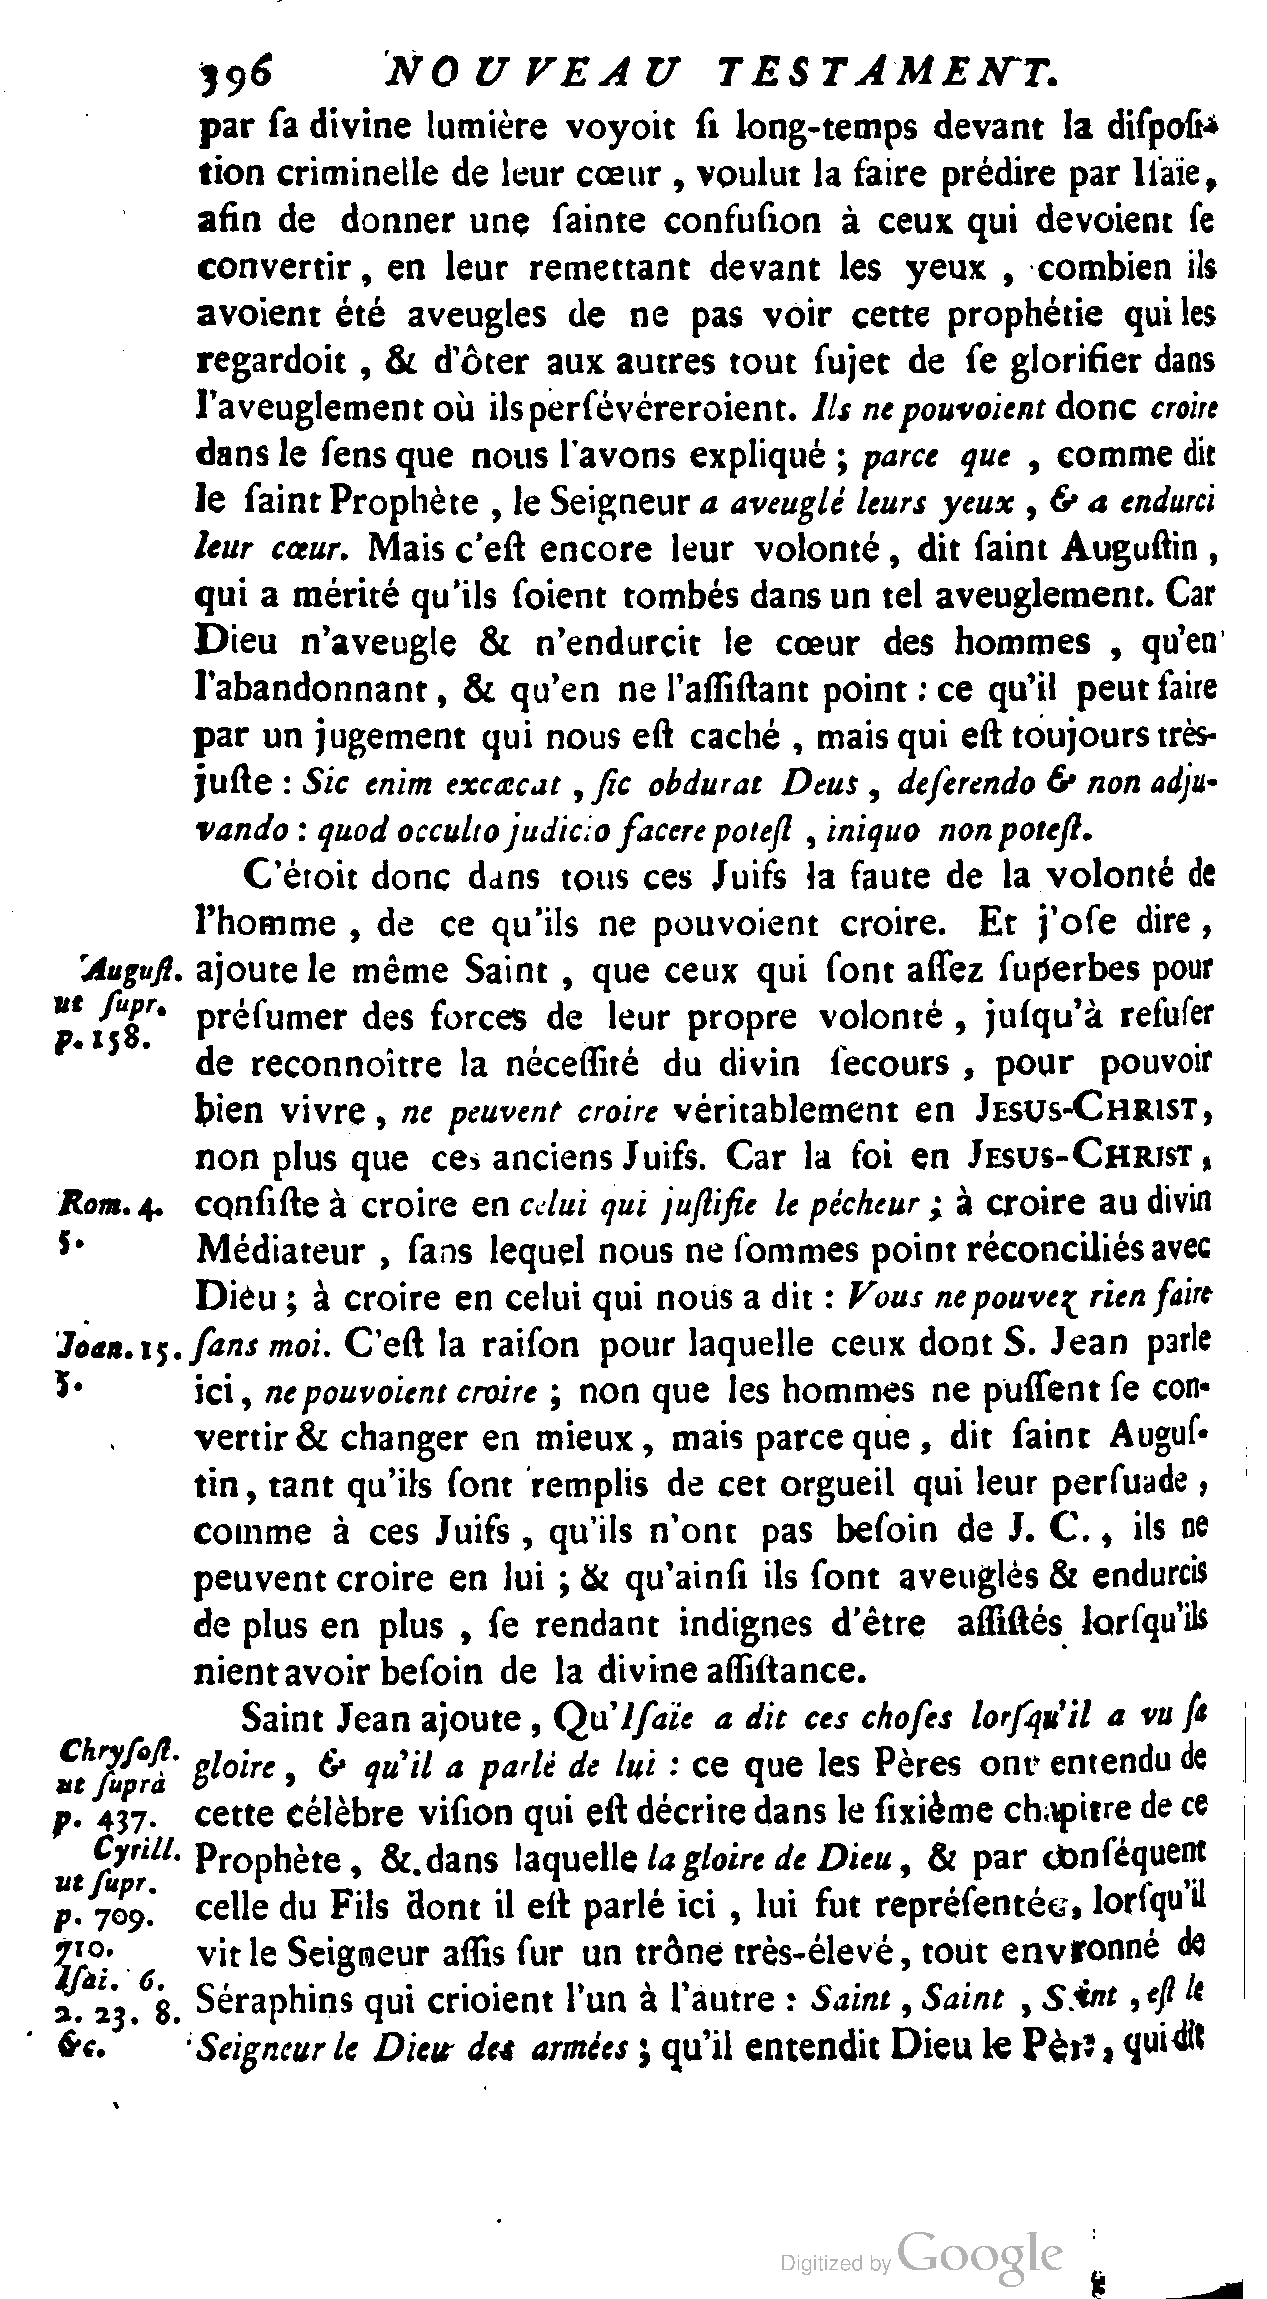 396 NOUVEAU TESTAMENT.
par ſa divine lumière voyoit ſi long-temps devant la diſpoſi-
tion criminelle de leur cœur, voulut la faire prédire par Iſaïe,
afin de donner une ſainte confuſion à ceux qui devoient ſe
convertir, en leur remettant devant les yeux, combien ils
avoient été aveugles de ne pas voir cette prophétie qui les
regardoit, & d'ôter aux autres tout ſujet de ſe glorifier dans
l'aveuglement où ils perſévéreroient. Ils ne pouvoient donc croire
dans le ſens que nous l'avons expliqué ; parce que, comme dit
le ſaint Prophète, le Seigneur a aveuglé leurs yeux, & a endurci
leur cœur. Mais c'eſt encore leur volonté, dit ſaint Auguſtin,
qui a mérité qu'ils ſoient tombés dans un tel aveuglement. Car
Dieu n'aveugle & n'endurcit le cœur des hommes, qu'en
l'abandonnant, & qu'en ne l'aſſiſtant point : ce qu'il peut faire
par un jugement qui nous eſt caché, mais qui eſt toujours très-
juſte : Sic enim excæcat, ſic obdurat Deus, deſerendo & non adju-
vando : quod occulto judicio facere poteſt, iniquo non poteſt.
C'étoit donc dans tous ces Juifs la faute de la volonté de
l'homme, de ce qu'ils ne pouvoient croire. Et j'oſe dire,
Auguſt. ajoute le même Saint, que ceux qui ſont aſſez ſuperbes pour
ut ſupr.
p. 158.
préſumer des forces de leur propre volonté, juſqu'à refuſer
de reconnoître la néceſſité du divin ſecours, pour pouvoir
bien vivre, ne peuvent croire véritablement en JESUS-CHRIST,
non plus que ces anciens Juifs. Car la foi en JESUS-CHRIST,
Rom. 4. conſiſte à croire en celui qui juſtifie le pécheur ; à croire au divin
5. Médiateur, ſans lequel nous ne ſommes point réconciliés avec
Dieu ; à croire en celui qui nous a dit : Vous ne pouvez rien faire
Joan. 15. ſans moi. C'eſt la raiſon pour laquelle ceux dont S. Jean parle
5. ici, ne pouvoient croire ; non que les hommes ne puſſent ſe con-
vertir & changer en mieux, mais parce que, dit ſaint Auguſ-
tin, tant qu'ils ſont remplis de cet orgueil qui leur perſuade,
comme à ces Juifs, qu'ils n'ont pas beſoin de J. C., ils ne
peuvent croire en lui ; & qu'ainſi ils ſont aveuglés & endurcis
de plus en plus, ſe rendant indignes d'être aſſiſtés lorſqu'ils
nient avoir beſoin de la divine aſſiſtance.
Saint Jean ajoute, Qu'Iſaïe a dit ces choſes lorſqu'il a vu ſa
Chryſoſt.
ut ſuprà
gloire, & qu'il a parlé de lui : ce que les Pères ont entendu de
p. 437. cette célèbre viſion qui eſt décrite dans le ſixième chapitre de ce
Cyrill. Prophète, & dans laquelle la gloire de Dieu, & par conſéquent
ut ſupr.
p. 709. celle du Fils dont il eſt parlé ici, lui fut repréſentée, lorſqu'il
710. vit le Seigneur aſſis ſur un trône très-élevé, tout environné de
Iſai. 6.
2. 23. 8. Séraphins qui crioient l'un à l'autre : Saint, Saint, Saint, eſt le
&c. Seigneur le Dieu des armées ; qu'il entendit Dieu le Père, qui dit
Digitized by Google